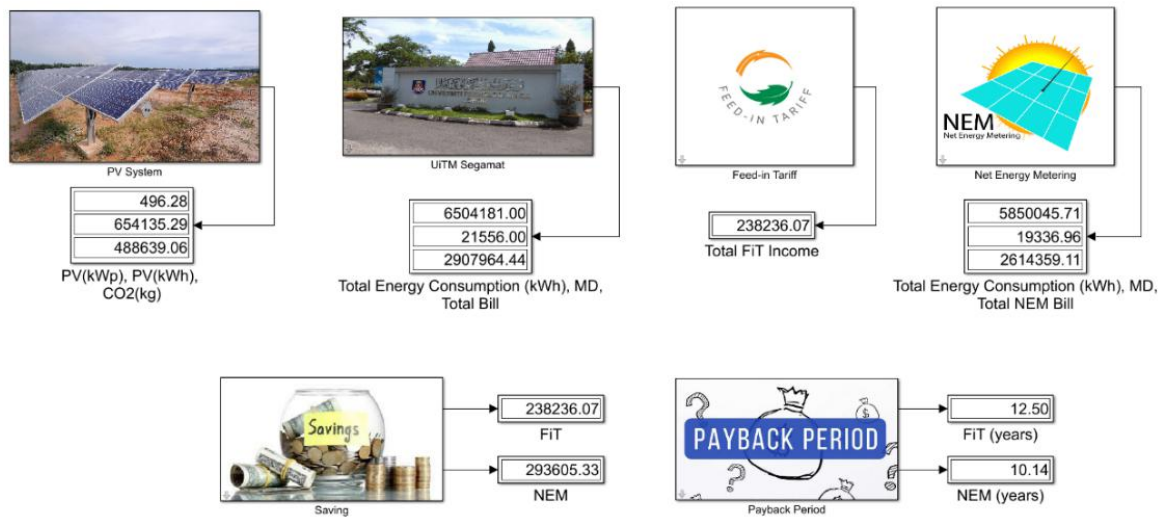 PV System
496.28
654135.29
488639.06
PV(kWp), PV(kWh),
CO2(kg)
UiTM Segamat
6504181.00
21556.00
2907964.44
Total Energy Consumption (kWh), MD,
Total Bill
FEED-IN TARIFF
Feed-in Tariff
238236.07
Total FiT Income
NEM
Net Energy Metering
Net Energy Metering
5850045.71
19336.96
2614359.11
Total Energy Consumption (kWh), MD,
Total NEM Bill
Savings
Saving
238236.07
FiT
293605.33
NEM
PAYBACK PERIOD
Payback Period
12.50
FiT (years)
10.14
NEM (years)